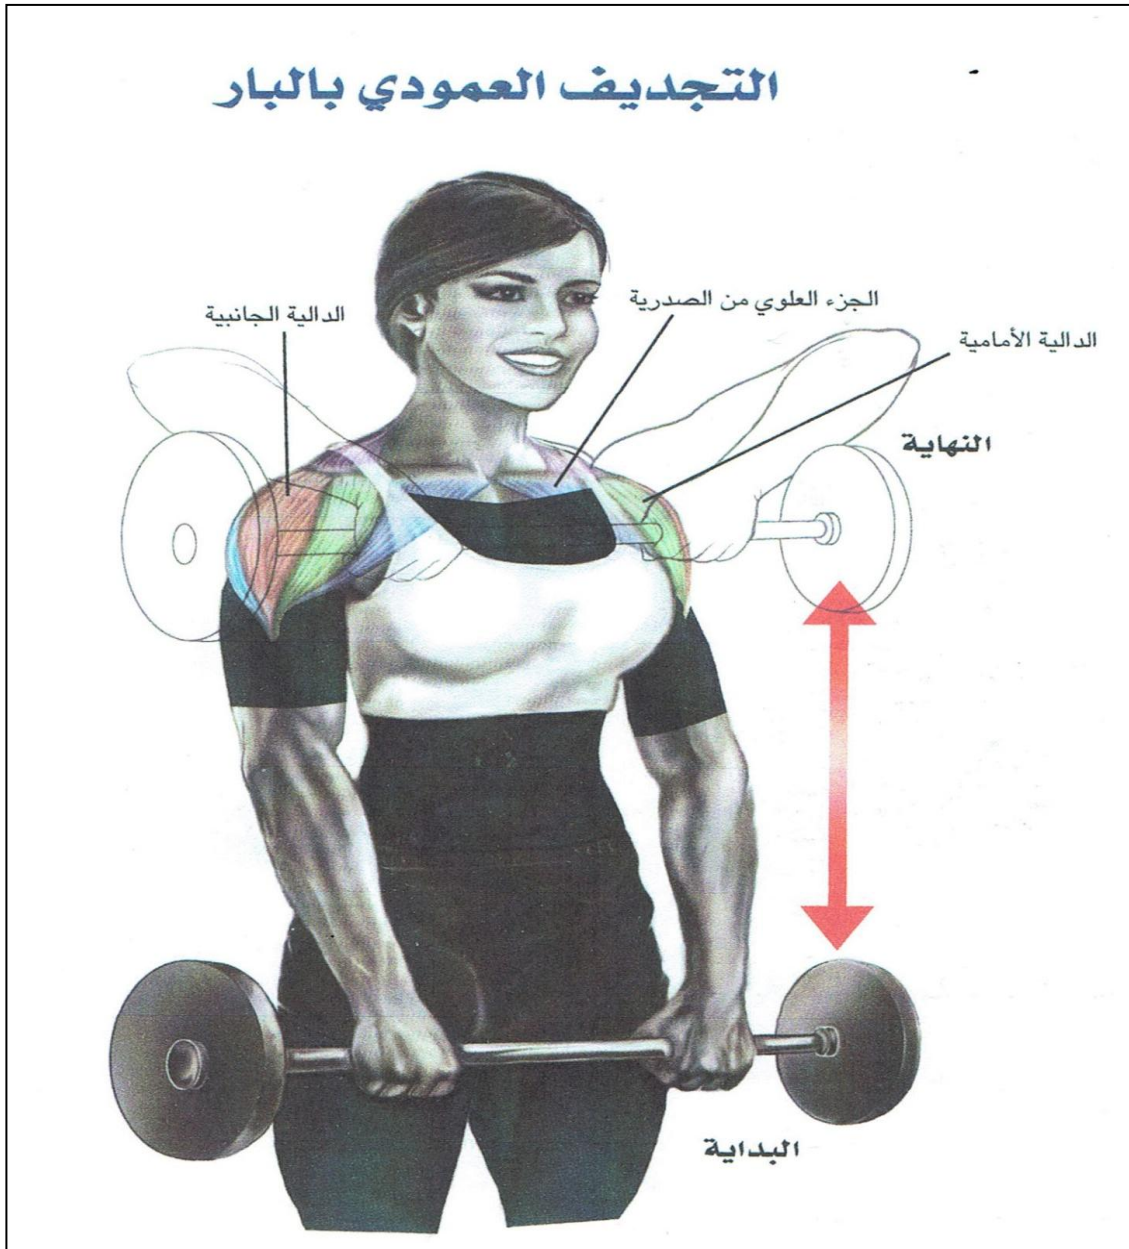 التجديف العمودي بالبار
الجزء العلوي من الصدرية
الدالية الجانبية
الدالية الأمامية
النهاية
البداية